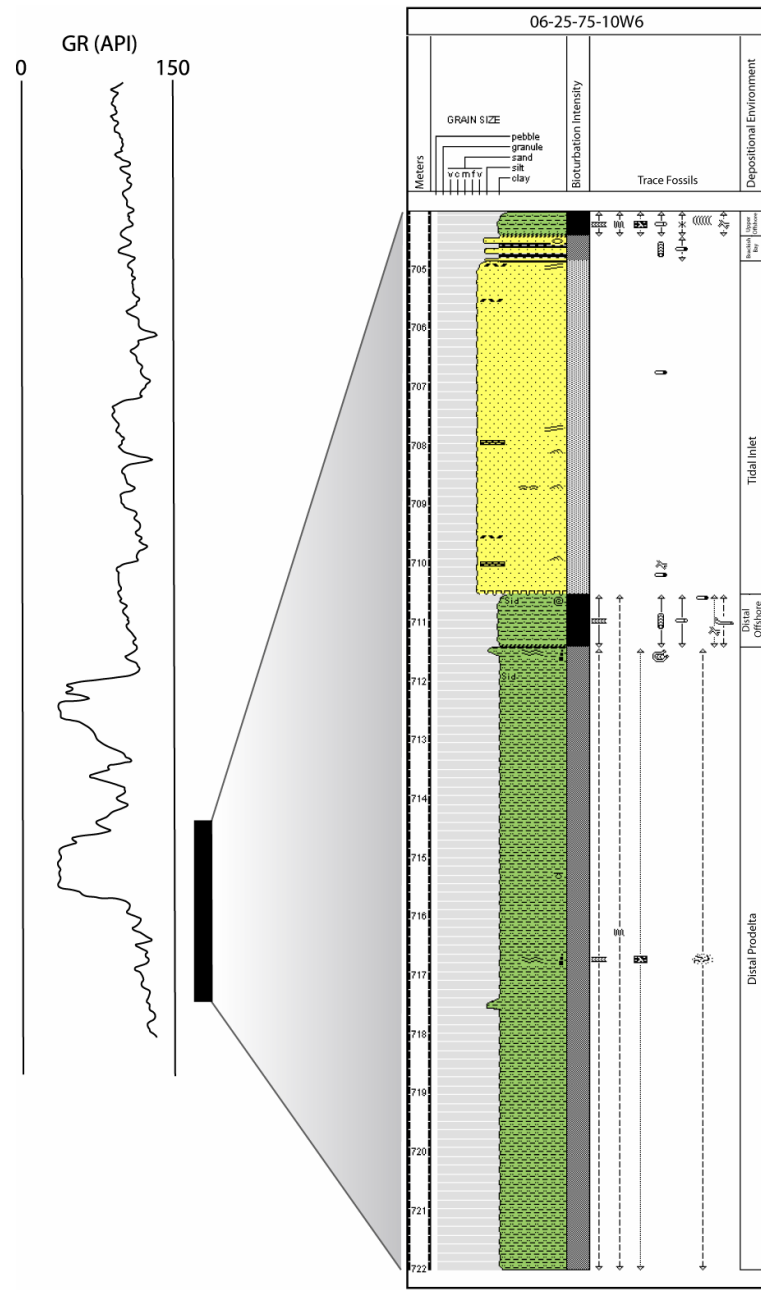 06-25-75-10W6
GR (API)
0
150
Meters
GRAIN SIZE
pebble
granule
sand
vcmfv
silt
clay
Bioturbation Intensity
Trace Fossils
Depositional Environment
Upper
Offshore
Brackish
Bay
705
706
707
708
Tidal Inlet
709
710
Sid
711
Distal
Offshore
Sid
712
713
714
715
716
717
Distal Prodelta
718
719
720
721
722